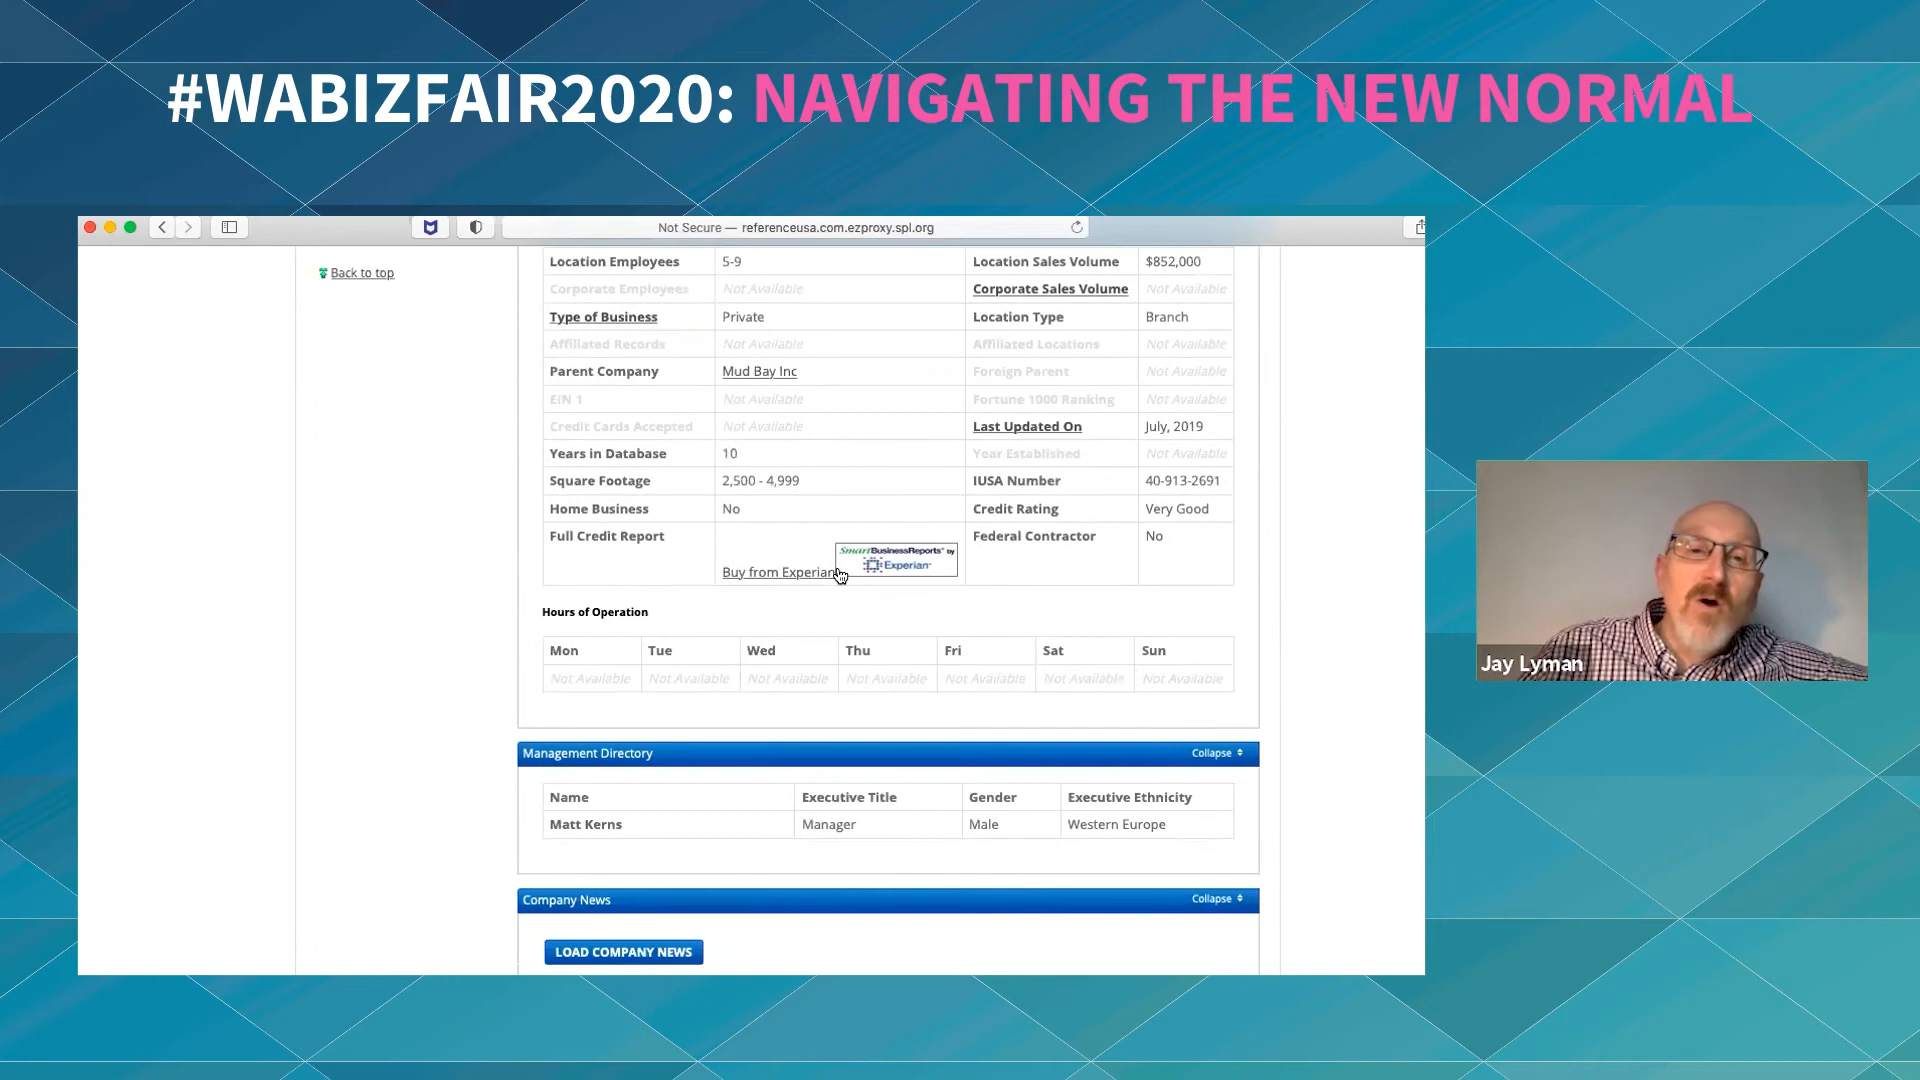 #WABIZFAIR2020: NAVIGATING THE NEW NORMAL
Not Secure — referenceusa.com.ezproxy.spl.org
Back to top
Location Employees 5-9 Location Sales Volume $852,000
Corporate Employees Not Available Corporate Sales Volume Not Available
Type of Business Private Location Type Branch
Affiliated Records Not Available Affiliated Locations Not Available
Parent Company Mud Bay Inc Foreign Parent Not Available
EIN 1 Not Available Fortune 1000 Ranking Not Available
Credit Cards Accepted Not Available Last Updated On July, 2019
Years in Database 10 Year Established Not Available
Square Footage 2,500 - 4,999 IUSA Number 40-913-2691
Home Business No Credit Rating Very Good
Full Credit Report Federal Contractor No
SmartBusinessReports by
Experian
Buy from Experian
Hours of Operation
Mon Tue Wed Thu Fri Sat Sun
Not Available Not Available Not Available Not Available Not Available Not Available Not Available
Management Directory Collapse
Name Executive Title Gender Executive Ethnicity
Matt Kerns Manager Male Western Europe
Company News Collapse
LOAD COMPANY NEWS
Jay Lyman